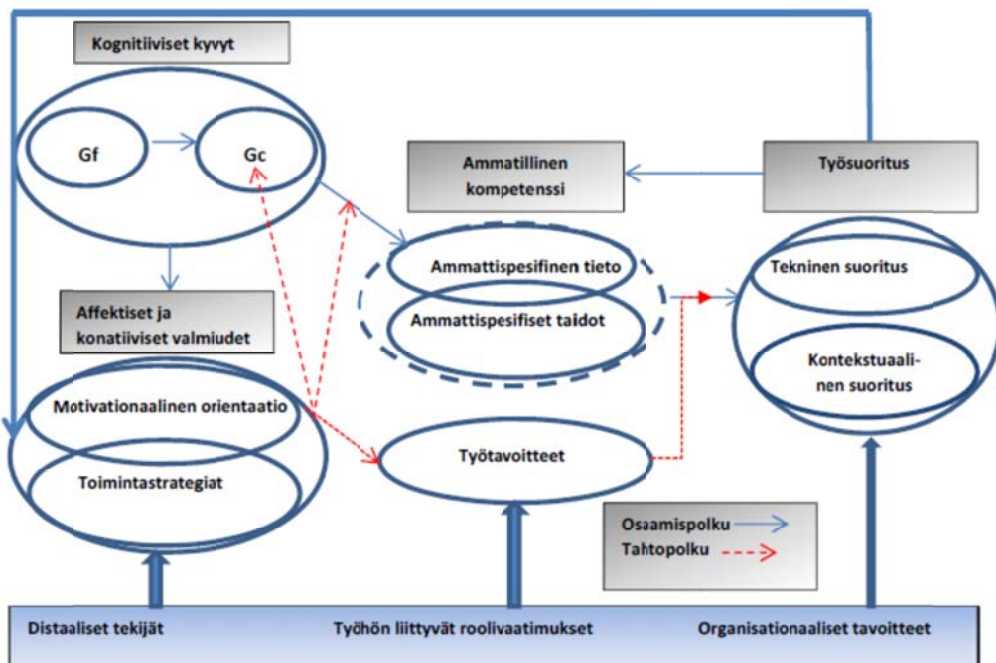 Kognitiiviset kyvyt
Gf
Gc
Ammatillinen
kompetenssi
Työsuoritus
Ammattispesifinen tieto
Ammattispesifiset taidot
Tekninen suoritus
Kontekstuaali-
nen suoritus
Affektiset ja
konatiiviset valmiudet
Motivationaalinen orientaatio
Toimintastrategiat
Työtavoitteet
Osaamispolku
Tahtopolku
Distaaliset tekijät
Työhön liittyvät roolivaatimukset
Organisationaaliset tavoitteet